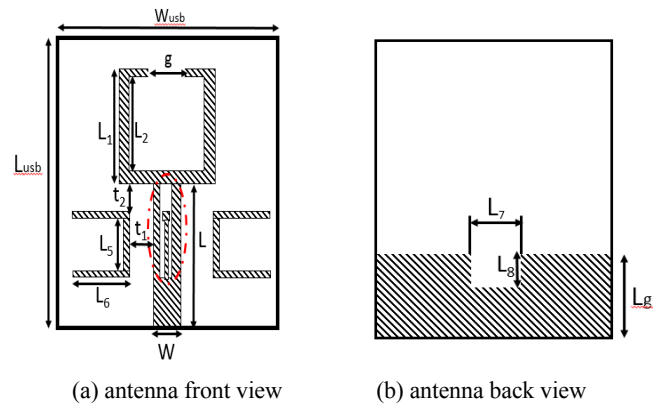 Wusb
g
L1
L2
Lusb
t2
t1
L
L5
L6
W
L7
L8
Lg
(a) antenna front view
(b) antenna back view